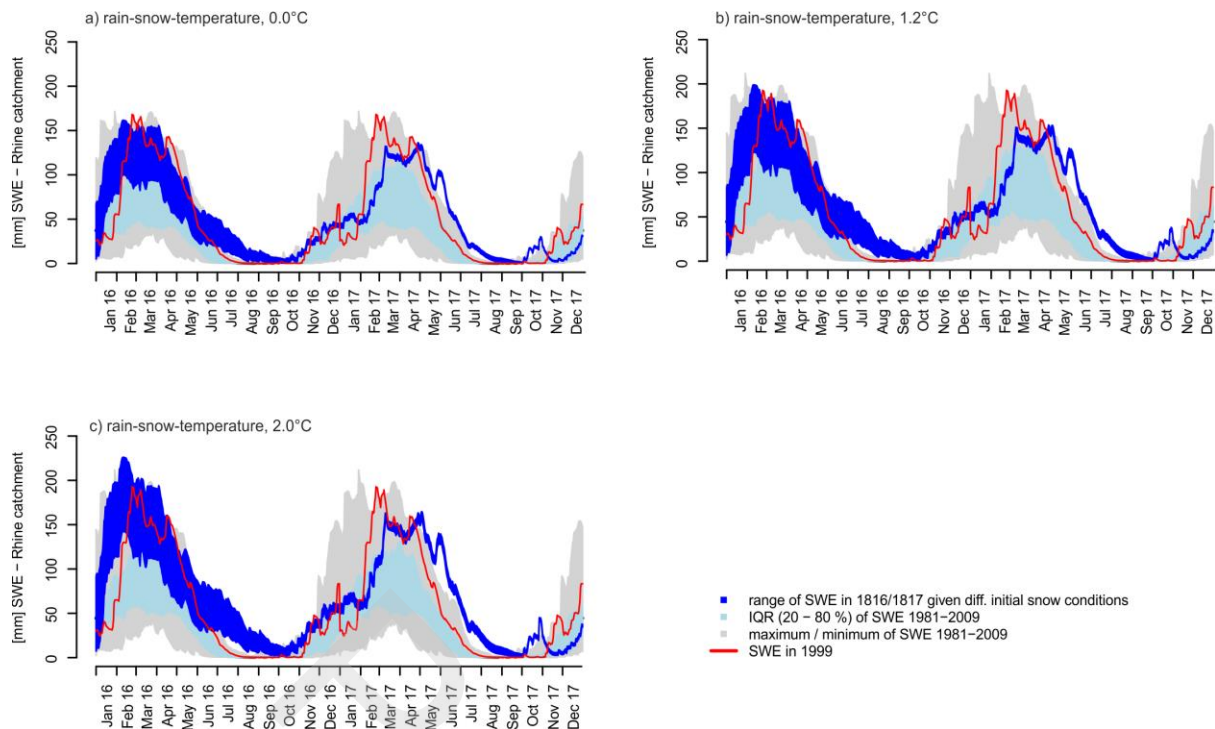 a) rain-snow-temperature, 0.0°C
[mm] SWE – Rhine catchment
250
200
150
100
50
0
Jan 16
Feb 16
Mar 16
Apr 16
May 16
Jun 16
Jul 16
Aug 16
Sep 16
Oct 16
Nov 16
Dec 16
Jan 17
Feb 17
Mar 17
Apr 17
May 17
Jun 17
Jul 17
Aug 17
Sep 17
Oct 17
Nov 17
Dec 17
b) rain-snow-temperature, 1.2°C
[mm] SWE – Rhine catchment
250
200
150
100
50
0
Jan 16
Feb 16
Mar 16
Apr 16
May 16
Jun 16
Jul 16
Aug 16
Sep 16
Oct 16
Nov 16
Dec 16
Jan 17
Feb 17
Mar 17
Apr 17
May 17
Jun 17
Jul 17
Aug 17
Sep 17
Oct 17
Nov 17
Dec 17
c) rain-snow-temperature, 2.0°C
[mm] SWE – Rhine catchment
250
200
150
100
50
0
Jan 16
Feb 16
Mar 16
Apr 16
May 16
Jun 16
Jul 16
Aug 16
Sep 16
Oct 16
Nov 16
Dec 16
Jan 17
Feb 17
Mar 17
Apr 17
May 17
Jun 17
Jul 17
Aug 17
Sep 17
Oct 17
Nov 17
Dec 17
range of SWE in 1816/1817 given diff. initial snow conditions
IQR (20 – 80 %) of SWE 1981–2009
maximum / minimum of SWE 1981–2009
SWE in 1999